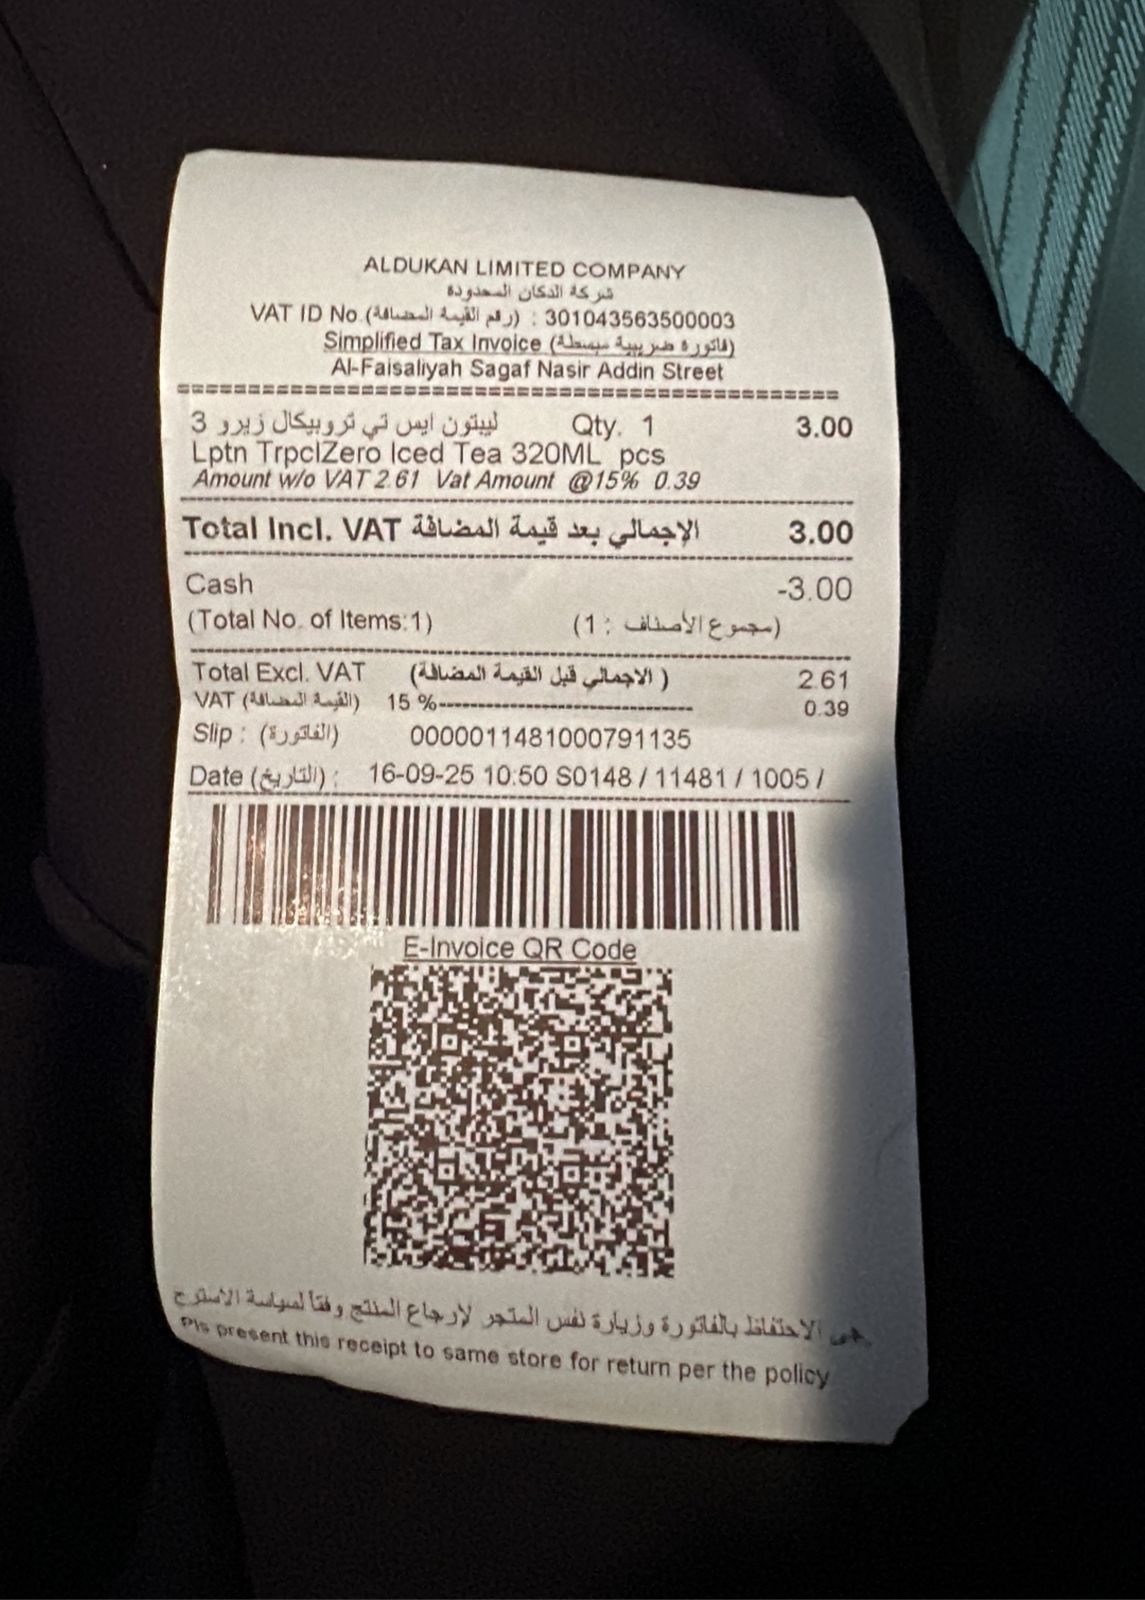 ALDUKAN LIMITED COMPANY
شركة الدكان المحدودة
VAT ID No.(رقم القيمة المضافة) : 301043563500003
Simplified Tax Invoice (فاتورة ضريبية مبسطة)
Al-Faisaliyah Sagaf Nasir Addin Street
ليبتون ايس تي تروبيكال زيرو 3 Qty. 1 3.00
Lptn TrpclZero Iced Tea 320ML pcs
Amount w/o VAT 2.61 Vat Amount @15% 0.39
Total Incl. VAT الإجمالي بعد قيمة المضافة 3.00
Cash -3.00
(Total No. of Items:1) (مجموع الأصناف : 1)
Total Excl. VAT (الاجمالي قبل القيمة المضافة ) 2.61
VAT (القيمة المضافة) 15 %------------------------------ 0.39
Slip : (الفاتورة) 0000011481000791135
Date (التاريخ) : 16-09-25 10:50 S0148 / 11481 / 1005 /
E-Invoice QR Code
الاحتفاظ بالفاتورة وزيارة نفس المتجر لإرجاع المنتج وفقا لسياسة
Pls present this receipt to same store for return per the policy